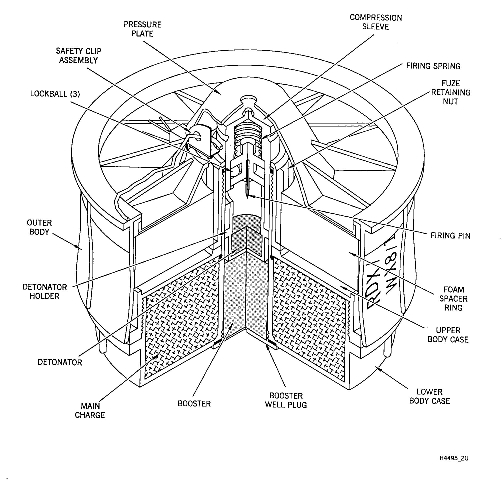 COMPRESSION
SLEEVE
PRESSURE
PLATE
SAFETY CLIP
ASSEMBLY
FIRING SPRING
LOCKBALL (3)
FUZE
RETAINING
NUT
OUTER
BODY
FIRING PIN
RDX
WX81
DETONATOR
HOLDER
FOAM
SPACER
RING
UPPER
BODY CASE
DETONATOR
MAIN
CHARGE
BOOSTER
BOOSTER
WELL PLUG
LOWER
BODY CASE
H4495_2U